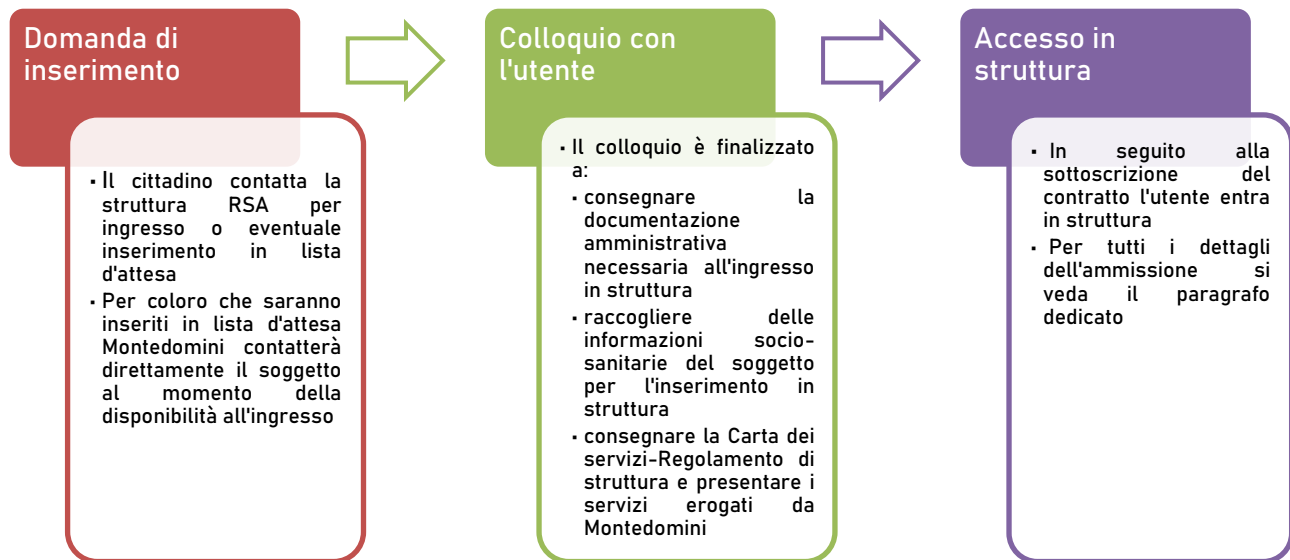 Domanda di
inserimento
▪ Il cittadino contatta la
struttura RSA per
ingresso o eventuale
inserimento in lista
d'attesa
▪ Per coloro che saranno
inseriti in lista d'attesa
Montedomini contatterà
direttamente il soggetto
al momento della
disponibilità all'ingresso
Colloquio con
l'utente
▪ Il colloquio è finalizzato
a:
▪ consegnare la
documentazione
amministrativa
necessaria all'ingresso
in struttura
▪ raccogliere delle
informazioni socio-
sanitarie del soggetto
per l'inserimento in
struttura
▪ consegnare la Carta dei
servizi-Regolamento di
struttura e presentare i
servizi erogati da
Montedomini
Accesso in
struttura
▪ In seguito alla
sottoscrizione del
contratto l'utente entra
in struttura
▪ Per tutti i dettagli
dell'ammissione si
veda il paragrafo
dedicato